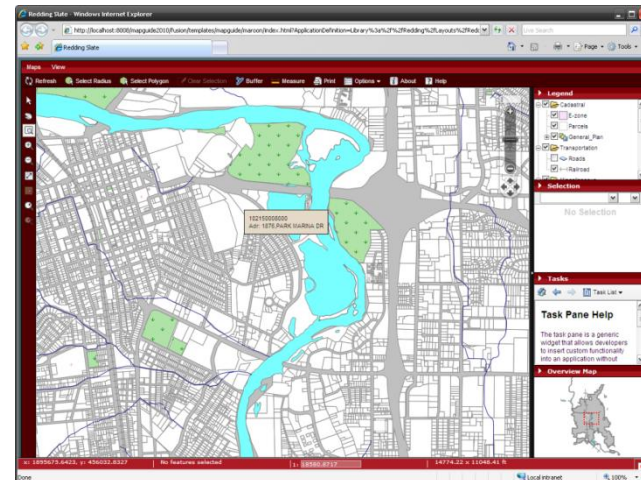 Redding Slate - Windows Internet Explorer
http://localhost:8008/mapguide2010/fusion/templates/mapguide/maroon/index.html?ApplicationDefinition=Library%3a%2f%2fRedding%2fLayouts%2fRedd
Live Search
Redding Slate
Page
Tools
Maps View
Refresh Select Radius Select Polygon Clear Selection Buffer Measure Print Options About Help
Legend
Cadastral
E-zone
Parcels
General_Plan
Transportation
Roads
Railroad
Selection
No Selection
182150008000
Adr: 1876,PARK MARINA DR
Tasks
Task List
Task Pane Help
The task pane is a generic
widget that allows developers
to insert custom functionality
into an application without
Overview Map
x: 1895673.6423, y: 456032.8327 No features selected 1: 18580.8717 14774.22 x 11048.41 ft
Done Local intranet 100%